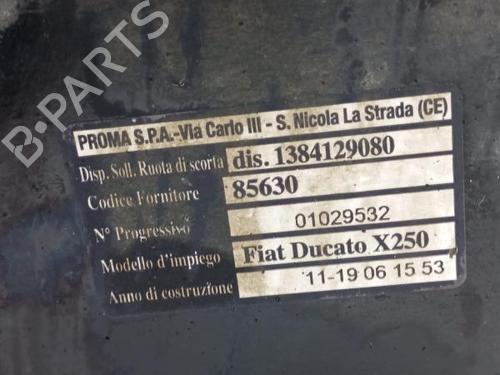 B-PARTS
PROMA S.P.A.-Via Carlo III - S. Nicola La Strada (CE)
Disp. Soll. Ruota di scorta dis. 1384129080
Codice Fornitore 85630
N° Progressivo 01029532
Modello d'impiego Fiat Ducato X250
Anno di costruzione 11-19 06 15 53